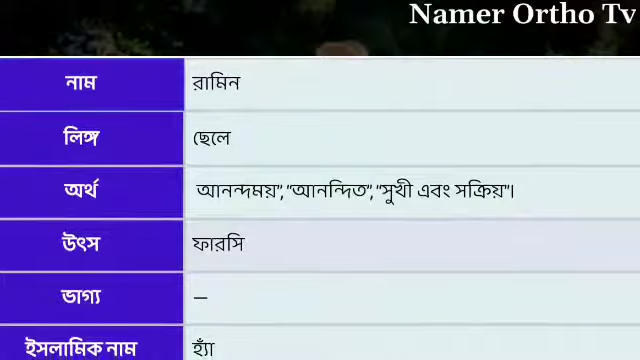 Namer Ortho Tv
নাম রামিন
লিঙ্গ ছেলে
অর্থ আনন্দময়”, “আনন্দিত”, “সুখী এবং সক্রিয়”।
উৎস ফারসি
ভাগ্য —
ইসলামিক নাম হ্যাঁ